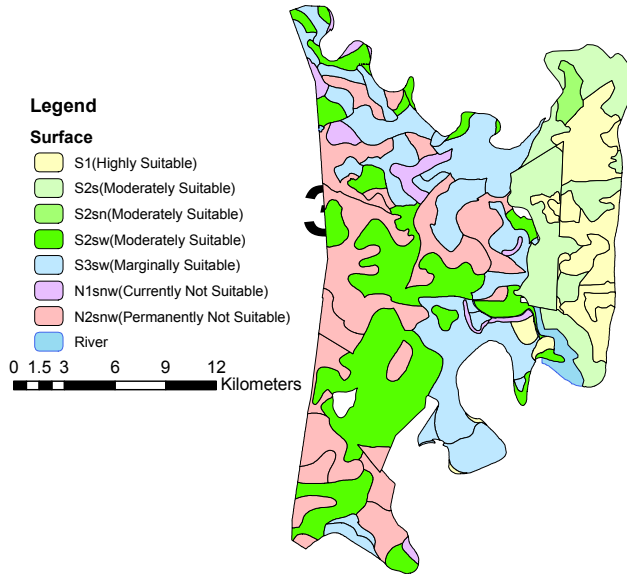 Legend
Surface
S1(Highly Suitable)
S2s(Moderately Suitable)
S2sn(Moderately Suitable)
S2sw(Moderately Suitable)
S3sw(Marginally Suitable)
N1snw(Currently Not Suitable)
N2snw(Permanently Not Suitable)
River
0 1.5 3 6 9 12
Kilometers
3